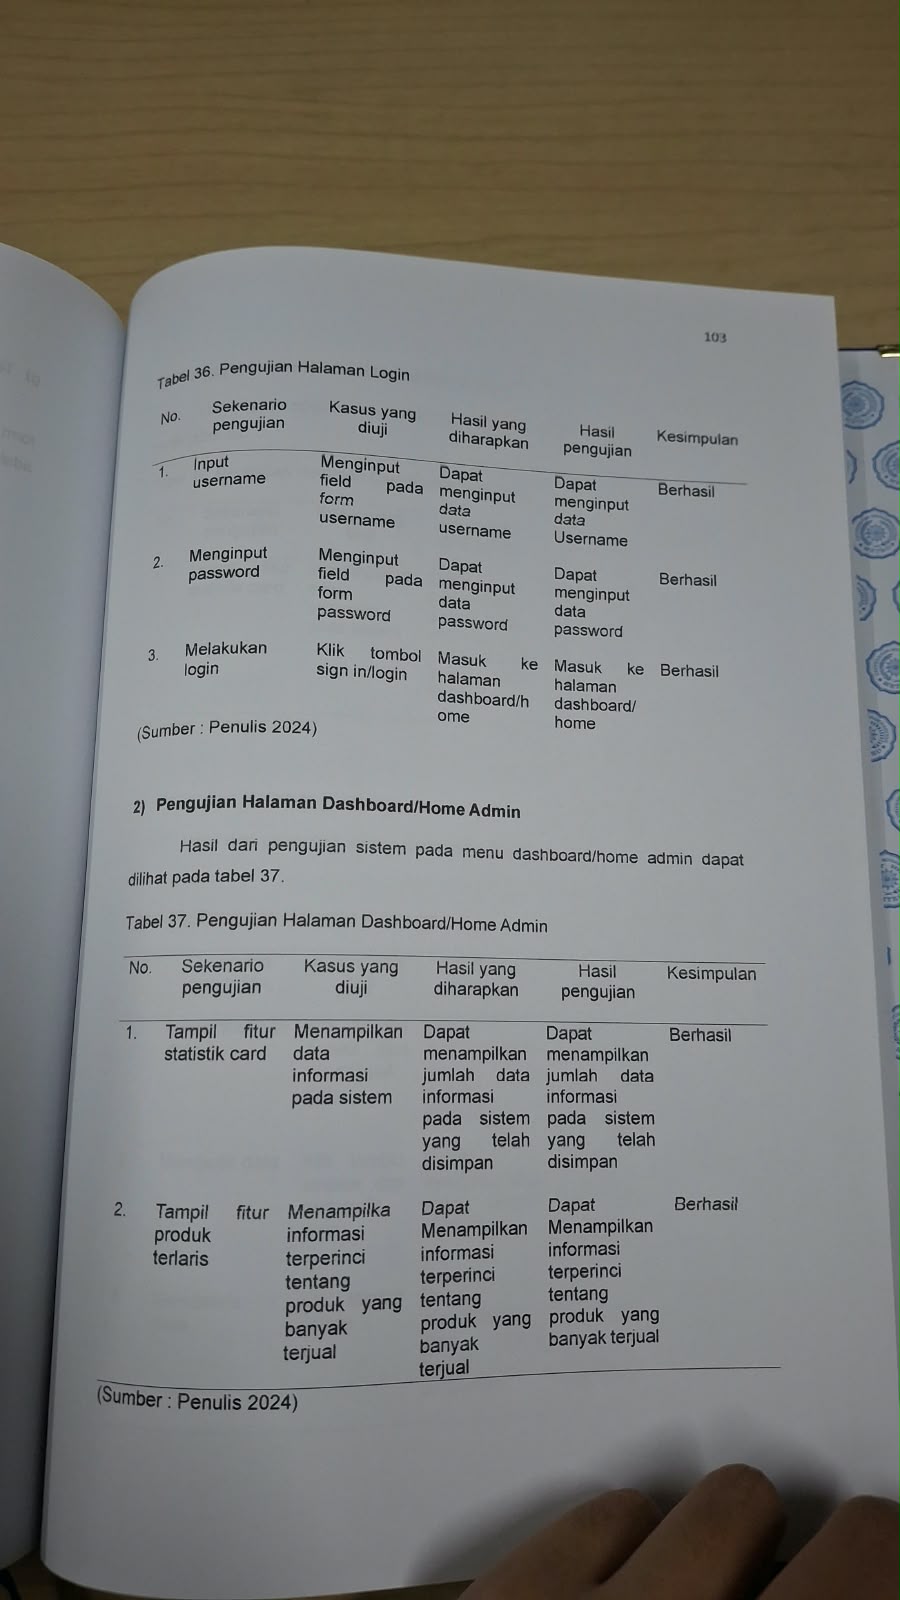 103
Tabel 36. Pengujian Halaman Login
No. Sekenario pengujian Kasus yang diuji Hasil yang diharapkan Hasil pengujian Kesimpulan
1. Input username Menginput field pada form username Dapat menginput data username Dapat menginput data Username Berhasil
2. Menginput password Menginput field pada form password Dapat menginput data password Dapat menginput data password Berhasil
3. Melakukan login Klik tombol sign in/login Masuk ke halaman dashboard/h ome Masuk ke halaman dashboard/ home Berhasil
(Sumber : Penulis 2024)
2) Pengujian Halaman Dashboard/Home Admin
Hasil dari pengujian sistem pada menu dashboard/home admin dapat
dilihat pada tabel 37.
Tabel 37. Pengujian Halaman Dashboard/Home Admin
No. Sekenario pengujian Kasus yang diuji Hasil yang diharapkan Hasil pengujian Kesimpulan
1. Tampil fitur statistik card Menampilkan data informasi pada sistem Dapat menampilkan jumlah data informasi pada sistem yang telah disimpan Dapat menampilkan jumlah data informasi pada sistem yang telah disimpan Berhasil
2. Tampil fitur produk terlaris Menampilka informasi terperinci tentang produk yang banyak terjual Dapat Menampilkan informasi terperinci tentang produk yang banyak terjual Dapat Menampilkan informasi terperinci tentang produk yang banyak terjual Berhasil
(Sumber : Penulis 2024)